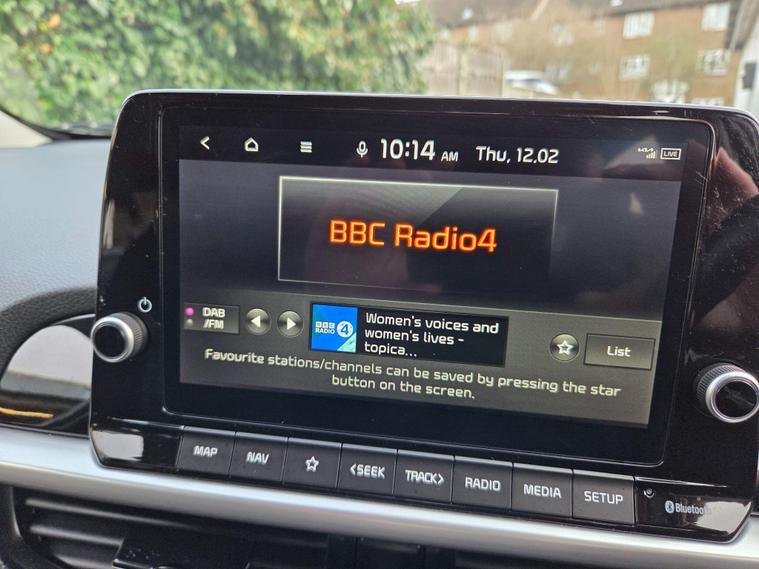 10:14 AM Thu, 12.02
LIVE
BBC Radio4
DAB
/FM
BBC
RADIO 4
Women's voices and
women's lives -
topica...
List
Favourite stations/channels can be saved by pressing the star
button on the screen.
MAP NAV <SEEK TRACK> RADIO MEDIA SETUP
Bluetooth